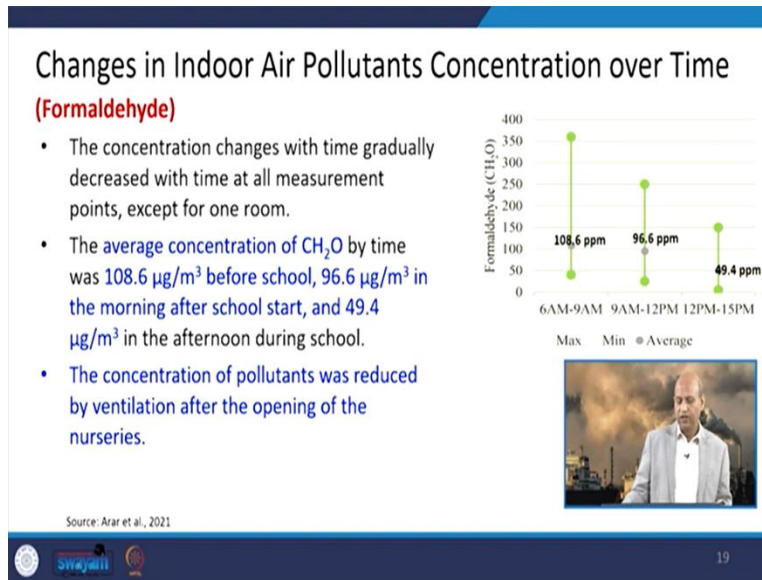 Changes in Indoor Air Pollutants Concentration over Time
(Formaldehyde)
• The concentration changes with time gradually
decreased with time at all measurement
points, except for one room.
• The average concentration of CH₂O by time
was 108.6 µg/m³ before school, 96.6 µg/m³ in
the morning after school start, and 49.4
µg/m³ in the afternoon during school.
• The concentration of pollutants was reduced
by ventilation after the opening of the
nurseries.
Source: Arar et al., 2021
Formaldehyde (CH₂O)
400
350
300
250
200
150
100
50
0
108.6 ppm
96.6 ppm
49.4 ppm
6AM-9AM 9AM-12PM 12PM-15PM
Max Min Average
swayam
19